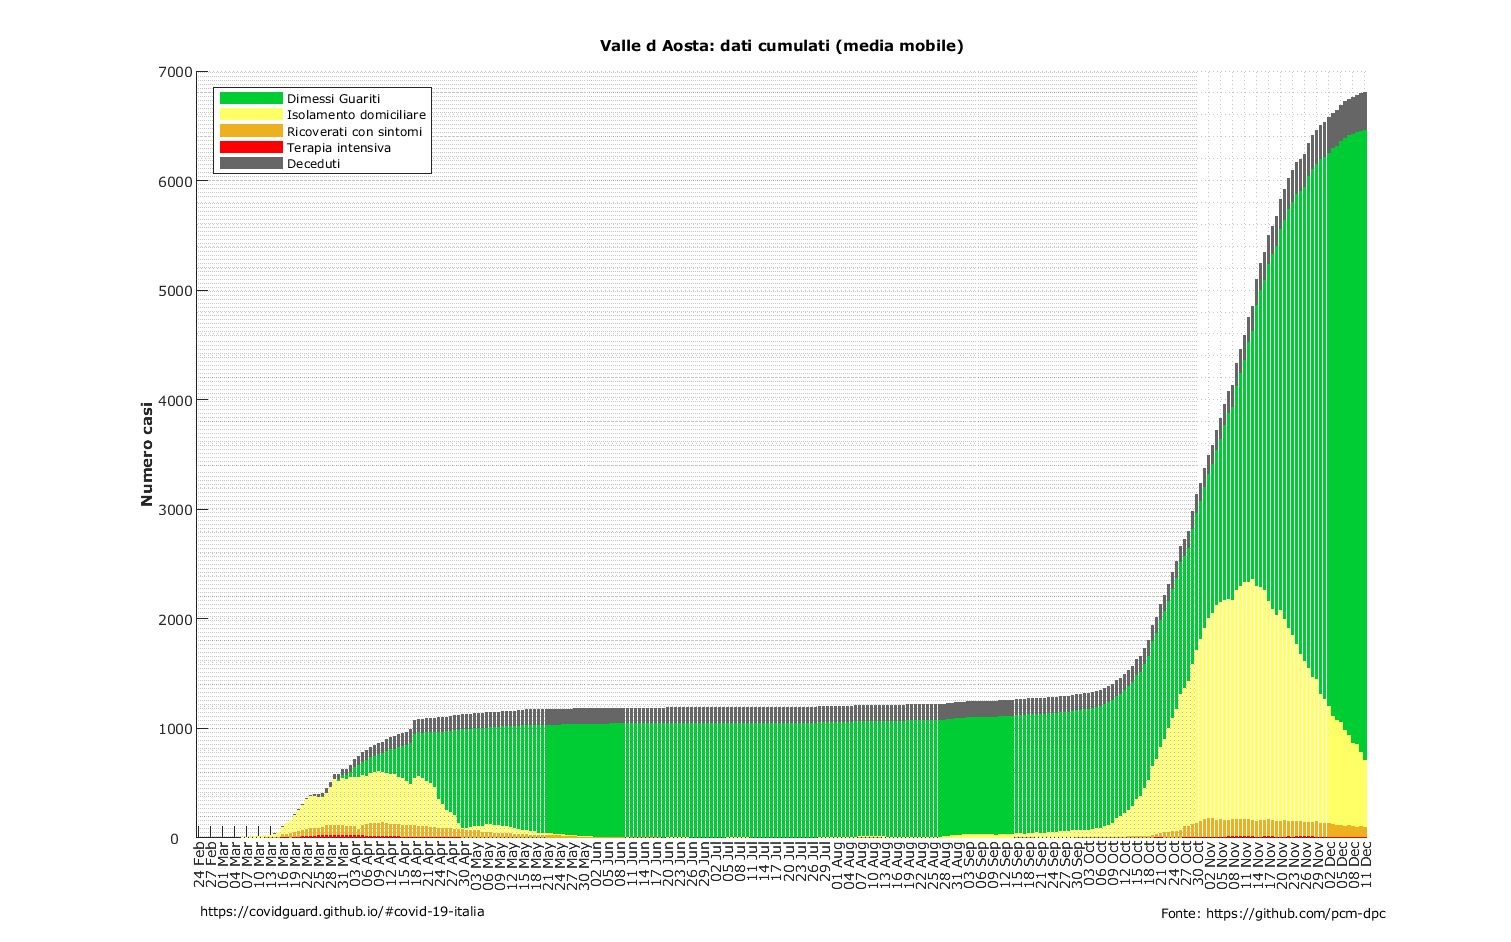 Valle d Aosta: dati cumulati (media mobile)
7000
6000
5000
4000
3000
2000
1000
0
Numero casi
Dimessi Guariti
Isolamento domiciliare
Ricoverati con sintomi
Terapia intensiva
Deceduti
24 Feb
27 Feb
01 Mar
04 Mar
07 Mar
10 Mar
13 Mar
16 Mar
19 Mar
22 Mar
25 Mar
28 Mar
31 Mar
03 Apr
06 Apr
09 Apr
12 Apr
15 Apr
18 Apr
21 Apr
24 Apr
27 Apr
30 Apr
03 May
06 May
09 May
12 May
15 May
18 May
21 May
24 May
27 May
30 May
02 Jun
05 Jun
08 Jun
11 Jun
14 Jun
17 Jun
20 Jun
23 Jun
26 Jun
29 Jun
02 Jul
05 Jul
08 Jul
11 Jul
14 Jul
17 Jul
20 Jul
23 Jul
26 Jul
29 Jul
01 Aug
04 Aug
07 Aug
10 Aug
13 Aug
16 Aug
19 Aug
22 Aug
25 Aug
28 Aug
31 Aug
03 Sep
06 Sep
09 Sep
12 Sep
15 Sep
18 Sep
21 Sep
24 Sep
27 Sep
30 Sep
03 Oct
06 Oct
09 Oct
12 Oct
15 Oct
18 Oct
21 Oct
24 Oct
27 Oct
30 Oct
02 Nov
05 Nov
08 Nov
11 Nov
14 Nov
17 Nov
20 Nov
23 Nov
26 Nov
29 Nov
02 Dec
05 Dec
08 Dec
11 Dec
https://covidguard.github.io/#covid-19-italia
Fonte: https://github.com/pcm-dpc